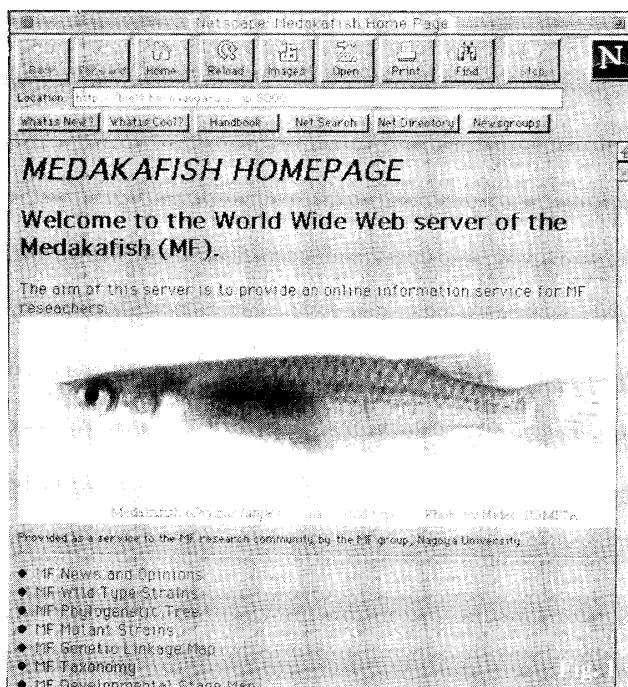 Netscape: Medakafish Home Page
Back Forward Home Reload Images Open Print Find Stop
N
Location: http://
What's New? What's Cool? Handbook Net Search Net Directory Newsgroups
MEDAKAFISH HOMEPAGE
Welcome to the World Wide Web server of the
Medakafish (MF).
The aim of this server is to provide an online information service for MF
reseachers.
Medakafish
Provided as a service to the MF research community by the MF group, Nagoya University
MF News and Opinions
MF Wild Type Strains
MF Phylogenetic Tree
MF Mutant Strains
MF Genetic Linkage Map
MF Taxonomy
MF Developmental Stage Map
Fig. 1